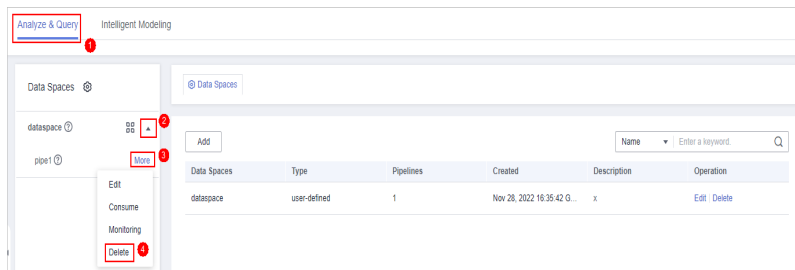 Analyze & Query Intelligent Modeling
1
Data Spaces
Data Spaces
dataspace ? 2
Add Name Enter a keyword.
pipe1 ? More 3
Data Spaces Type Pipelines Created Description Operation
Edit
dataspace user-defined 1 Nov 28, 2022 16:35:42 G... x Edit | Delete
Consume
Monitoring
Delete 4